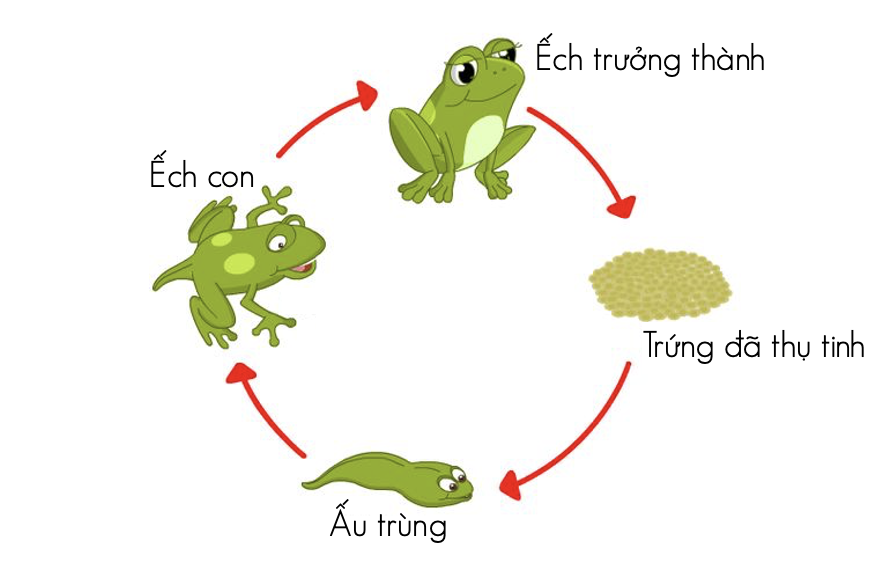 Ếch trưởng thành
Ếch con
Trứng đã thụ tinh
Ấu trùng